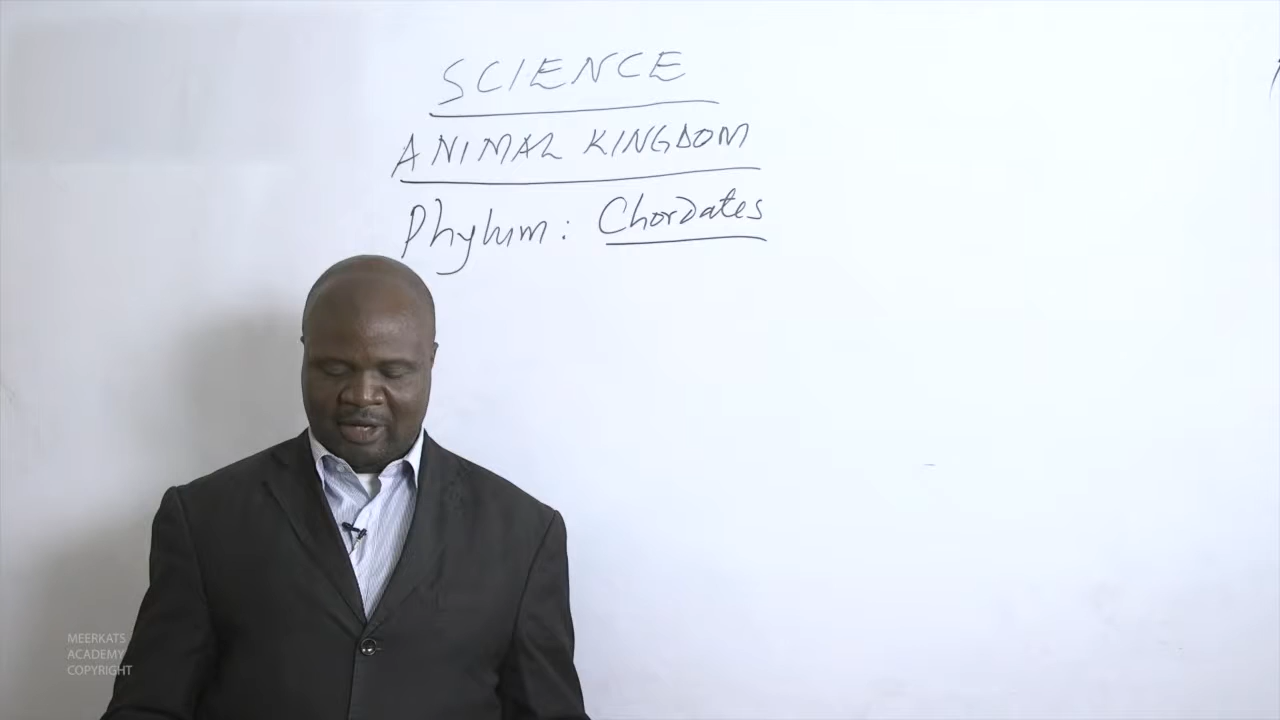 SCIENCE
ANIMAL KINGDOM
Phylum: Chordates
MEERKATS
ACADEMY
COPYRIGHT